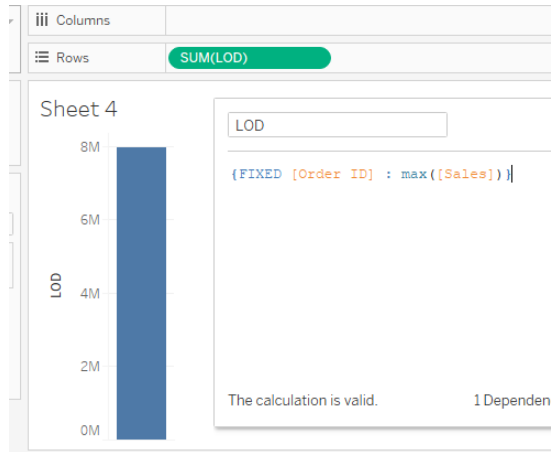 Columns
Rows
SUM(LOD)
Sheet 4
LOD
{FIXED [Order ID] : max([Sales])}
8M
6M
4M
2M
0M
LOD
The calculation is valid.
1 Dependen